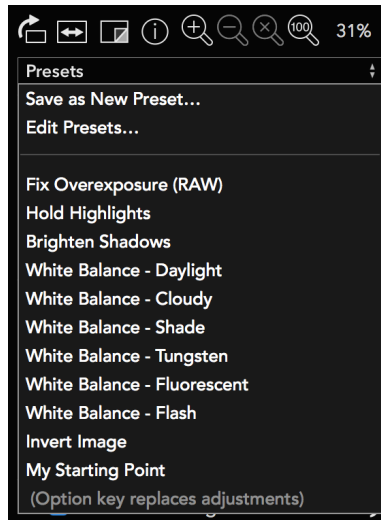 100 31%
Presets
Save as New Preset...
Edit Presets...
Fix Overexposure (RAW)
Hold Highlights
Brighten Shadows
White Balance - Daylight
White Balance - Cloudy
White Balance - Shade
White Balance - Tungsten
White Balance - Fluorescent
White Balance - Flash
Invert Image
My Starting Point
(Option key replaces adjustments)